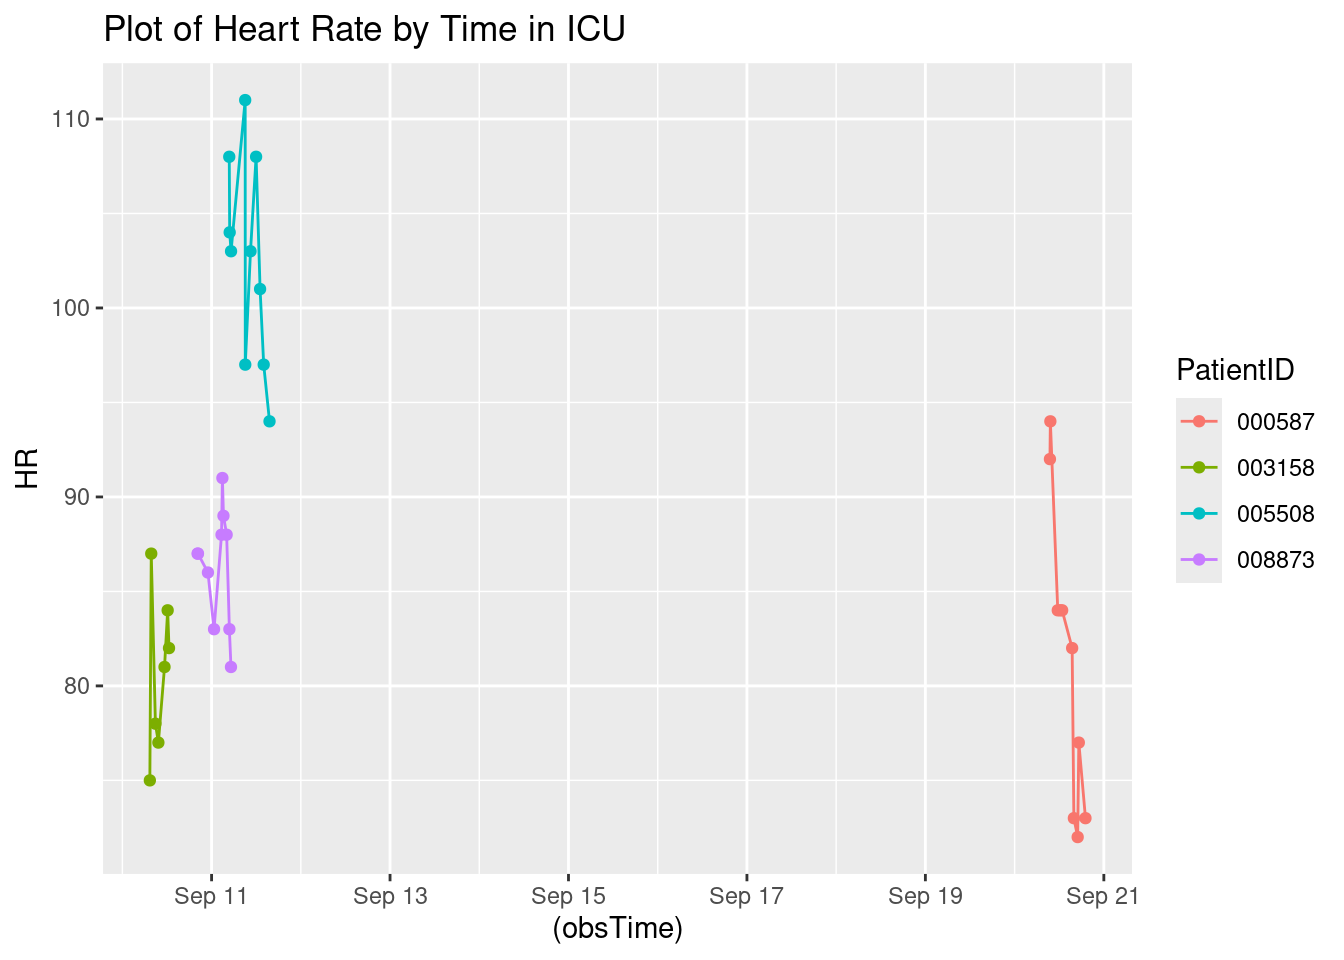 Plot of Heart Rate by Time in ICU
110
100
90
80
HR
Sep 11 Sep 13 Sep 15 Sep 17 Sep 19 Sep 21
(obsTime)
PatientID
000587
003158
005508
008873